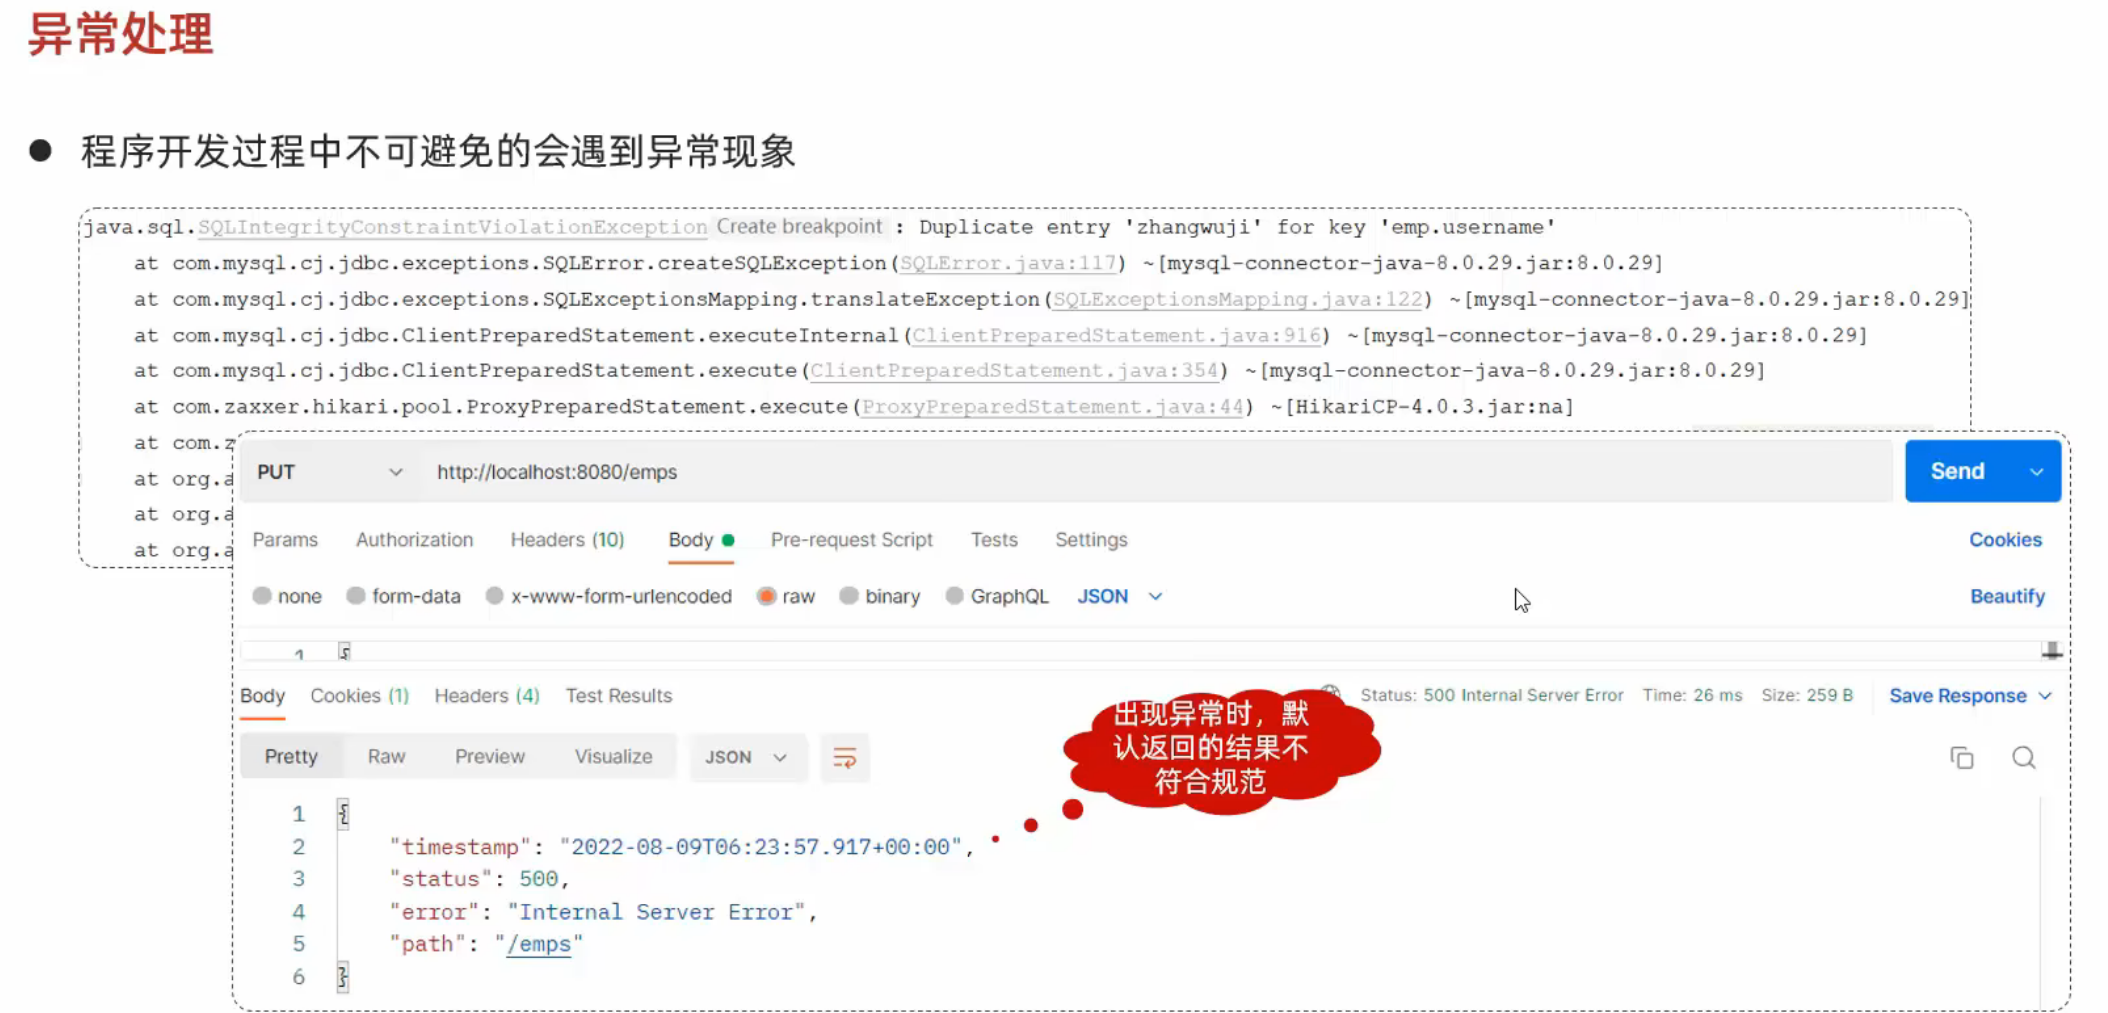 异常处理
● 程序开发过程中不可避免的会遇到异常现象
java.sql.SQLIntegrityConstraintViolationException Create breakpoint : Duplicate entry 'zhangwuji' for key 'emp.username'
at com.mysql.cj.jdbc.exceptions.SQLError.createSQLException(SQLError.java:117) ~[mysql-connector-java-8.0.29.jar:8.0.29]
at com.mysql.cj.jdbc.exceptions.SQLExceptionsMapping.translateException(SQLExceptionsMapping.java:122) ~[mysql-connector-java-8.0.29.jar:8.0.29]
at com.mysql.cj.jdbc.ClientPreparedStatement.executeInternal(ClientPreparedStatement.java:916) ~[mysql-connector-java-8.0.29.jar:8.0.29]
at com.mysql.cj.jdbc.ClientPreparedStatement.execute(ClientPreparedStatement.java:354) ~[mysql-connector-java-8.0.29.jar:8.0.29]
at com.zaxxer.hikari.pool.ProxyPreparedStatement.execute(ProxyPreparedStatement.java:44) ~[HikariCP-4.0.3.jar:na]
at com.z
at org.a
at org.a
at org.a
PUT http://localhost:8080/emps Send
Params Authorization Headers (10) Body Pre-request Script Tests Settings Cookies
none form-data x-www-form-urlencoded raw binary GraphQL JSON Beautify
1 {
Body Cookies (1) Headers (4) Test Results Status: 500 Internal Server Error Time: 26 ms Size: 259 B Save Response
出现异常时，默
认返回的结果不
符合规范
Pretty Raw Preview Visualize JSON
1 {
2 "timestamp": "2022-08-09T06:23:57.917+00:00",
3 "status": 500,
4 "error": "Internal Server Error",
5 "path": "/emps"
6 }